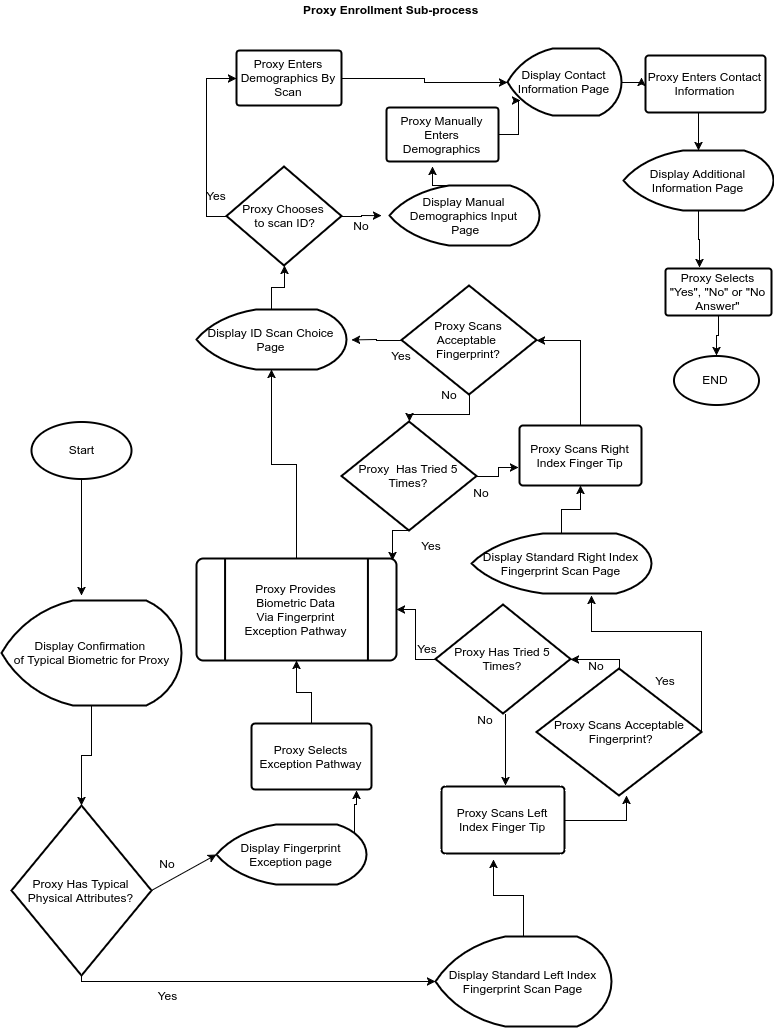 Proxy Enrollment Sub-process
Proxy Enters
Demographics By
Scan
Display Contact
Information Page
Proxy Enters Contact
Information
Proxy Manually
Enters
Demographics
Display Additional
Information Page
Yes
Proxy Chooses
to scan ID?
No
Display Manual
Demographics Input
Page
Proxy Selects
"Yes", "No" or "No
Answer"
Display ID Scan Choice
Page
Yes
Proxy Scans
Acceptable
Fingerprint?
No
END
Start
Proxy  Has Tried 5
Times?
No
Yes
Proxy Scans Right
Index Finger Tip
Display Standard Right Index
Fingerprint Scan Page
Proxy Provides
Biometric Data
Via Fingerprint
Exception Pathway
Display Confirmation
of Typical Biometric for Proxy
Yes
Proxy Has Tried 5
Times?
No
No
Yes
Proxy Scans Acceptable
Fingerprint?
Proxy Selects
Exception Pathway
Proxy Scans Left
Index Finger Tip
Display Fingerprint
Exception page
No
Proxy Has Typical
Physical Attributes?
Yes
Display Standard Left Index
Fingerprint Scan Page